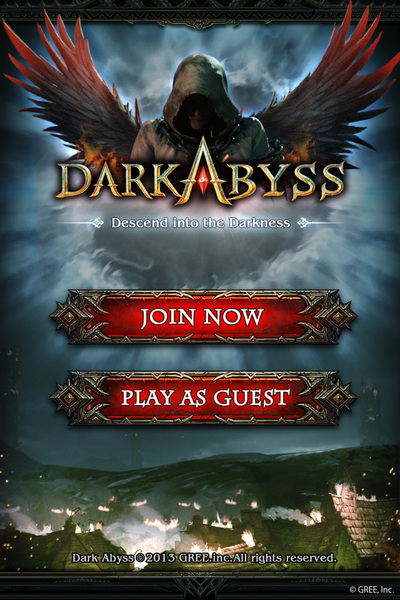 DARKABYSS
Descend into the Darkness
JOIN NOW
PLAY AS GUEST
Dark Abyss © 2013 GREE.inc.All rights reserved.
© GREE, Inc.